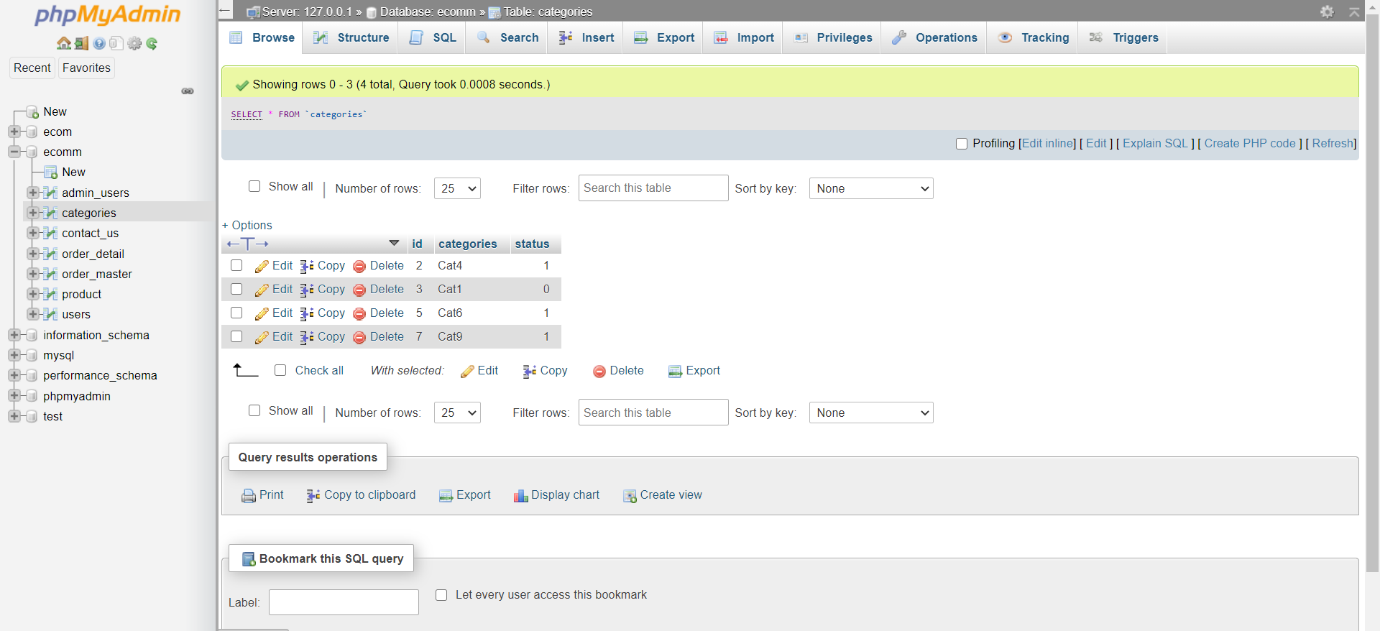 phpMyAdmin
Recent Favorites
New
ecom
ecomm
New
admin_users
categories
contact_us
order_detail
order_master
product
users
information_schema
mysql
performance_schema
phpmyadmin
test
Server: 127.0.0.1 » Database: ecomm » Table: categories
Browse Structure SQL Search Insert Export Import Privileges Operations Tracking Triggers
Showing rows 0 - 3 (4 total, Query took 0.0008 seconds.)
SELECT * FROM `categories`
Profiling [Edit inline] [ Edit ] [ Explain SQL ] [ Create PHP code ] [ Refresh]
Show all | Number of rows: 25 Filter rows: Search this table Sort by key: None
+ Options
←T→ id categories status
Edit Copy Delete 2 Cat4 1
Edit Copy Delete 3 Cat1 0
Edit Copy Delete 5 Cat6 1
Edit Copy Delete 7 Cat9 1
Check all With selected: Edit Copy Delete Export
Show all | Number of rows: 25 Filter rows: Search this table Sort by key: None
Query results operations
Print Copy to clipboard Export Display chart Create view
Bookmark this SQL query
Label: Let every user access this bookmark